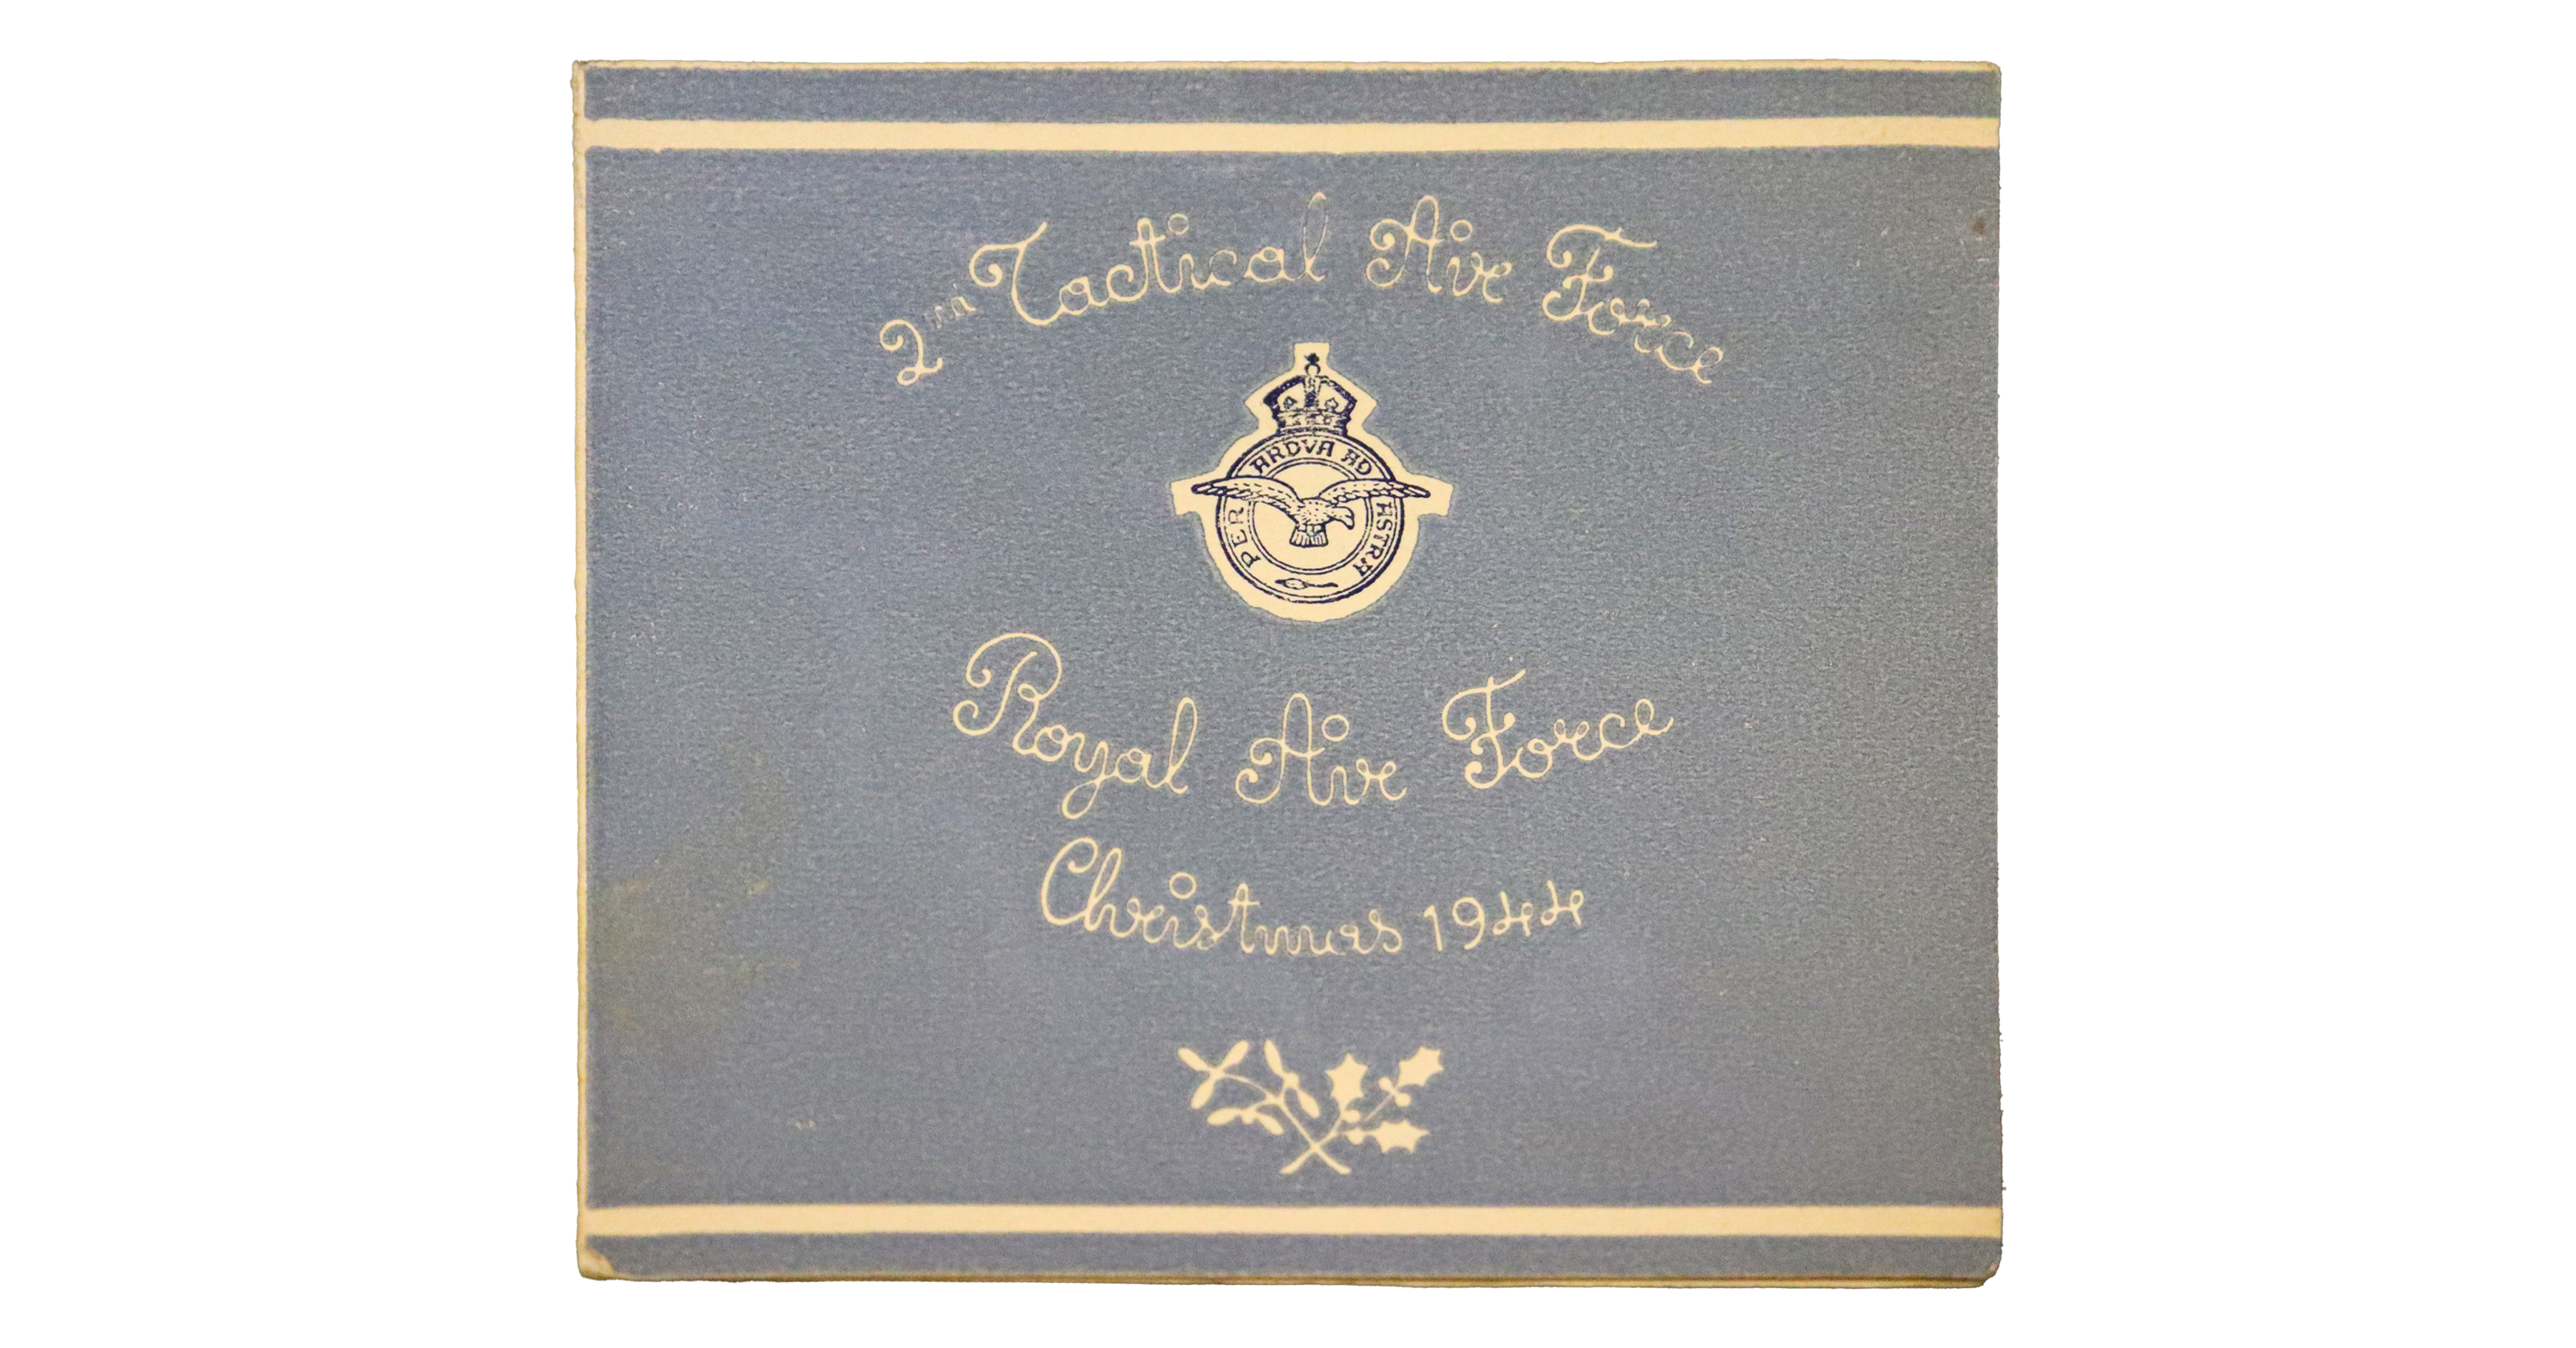 2nd Tactical Air Force
PER ARDVA AD ASTRA
Royal Air Force
Christmas 1944